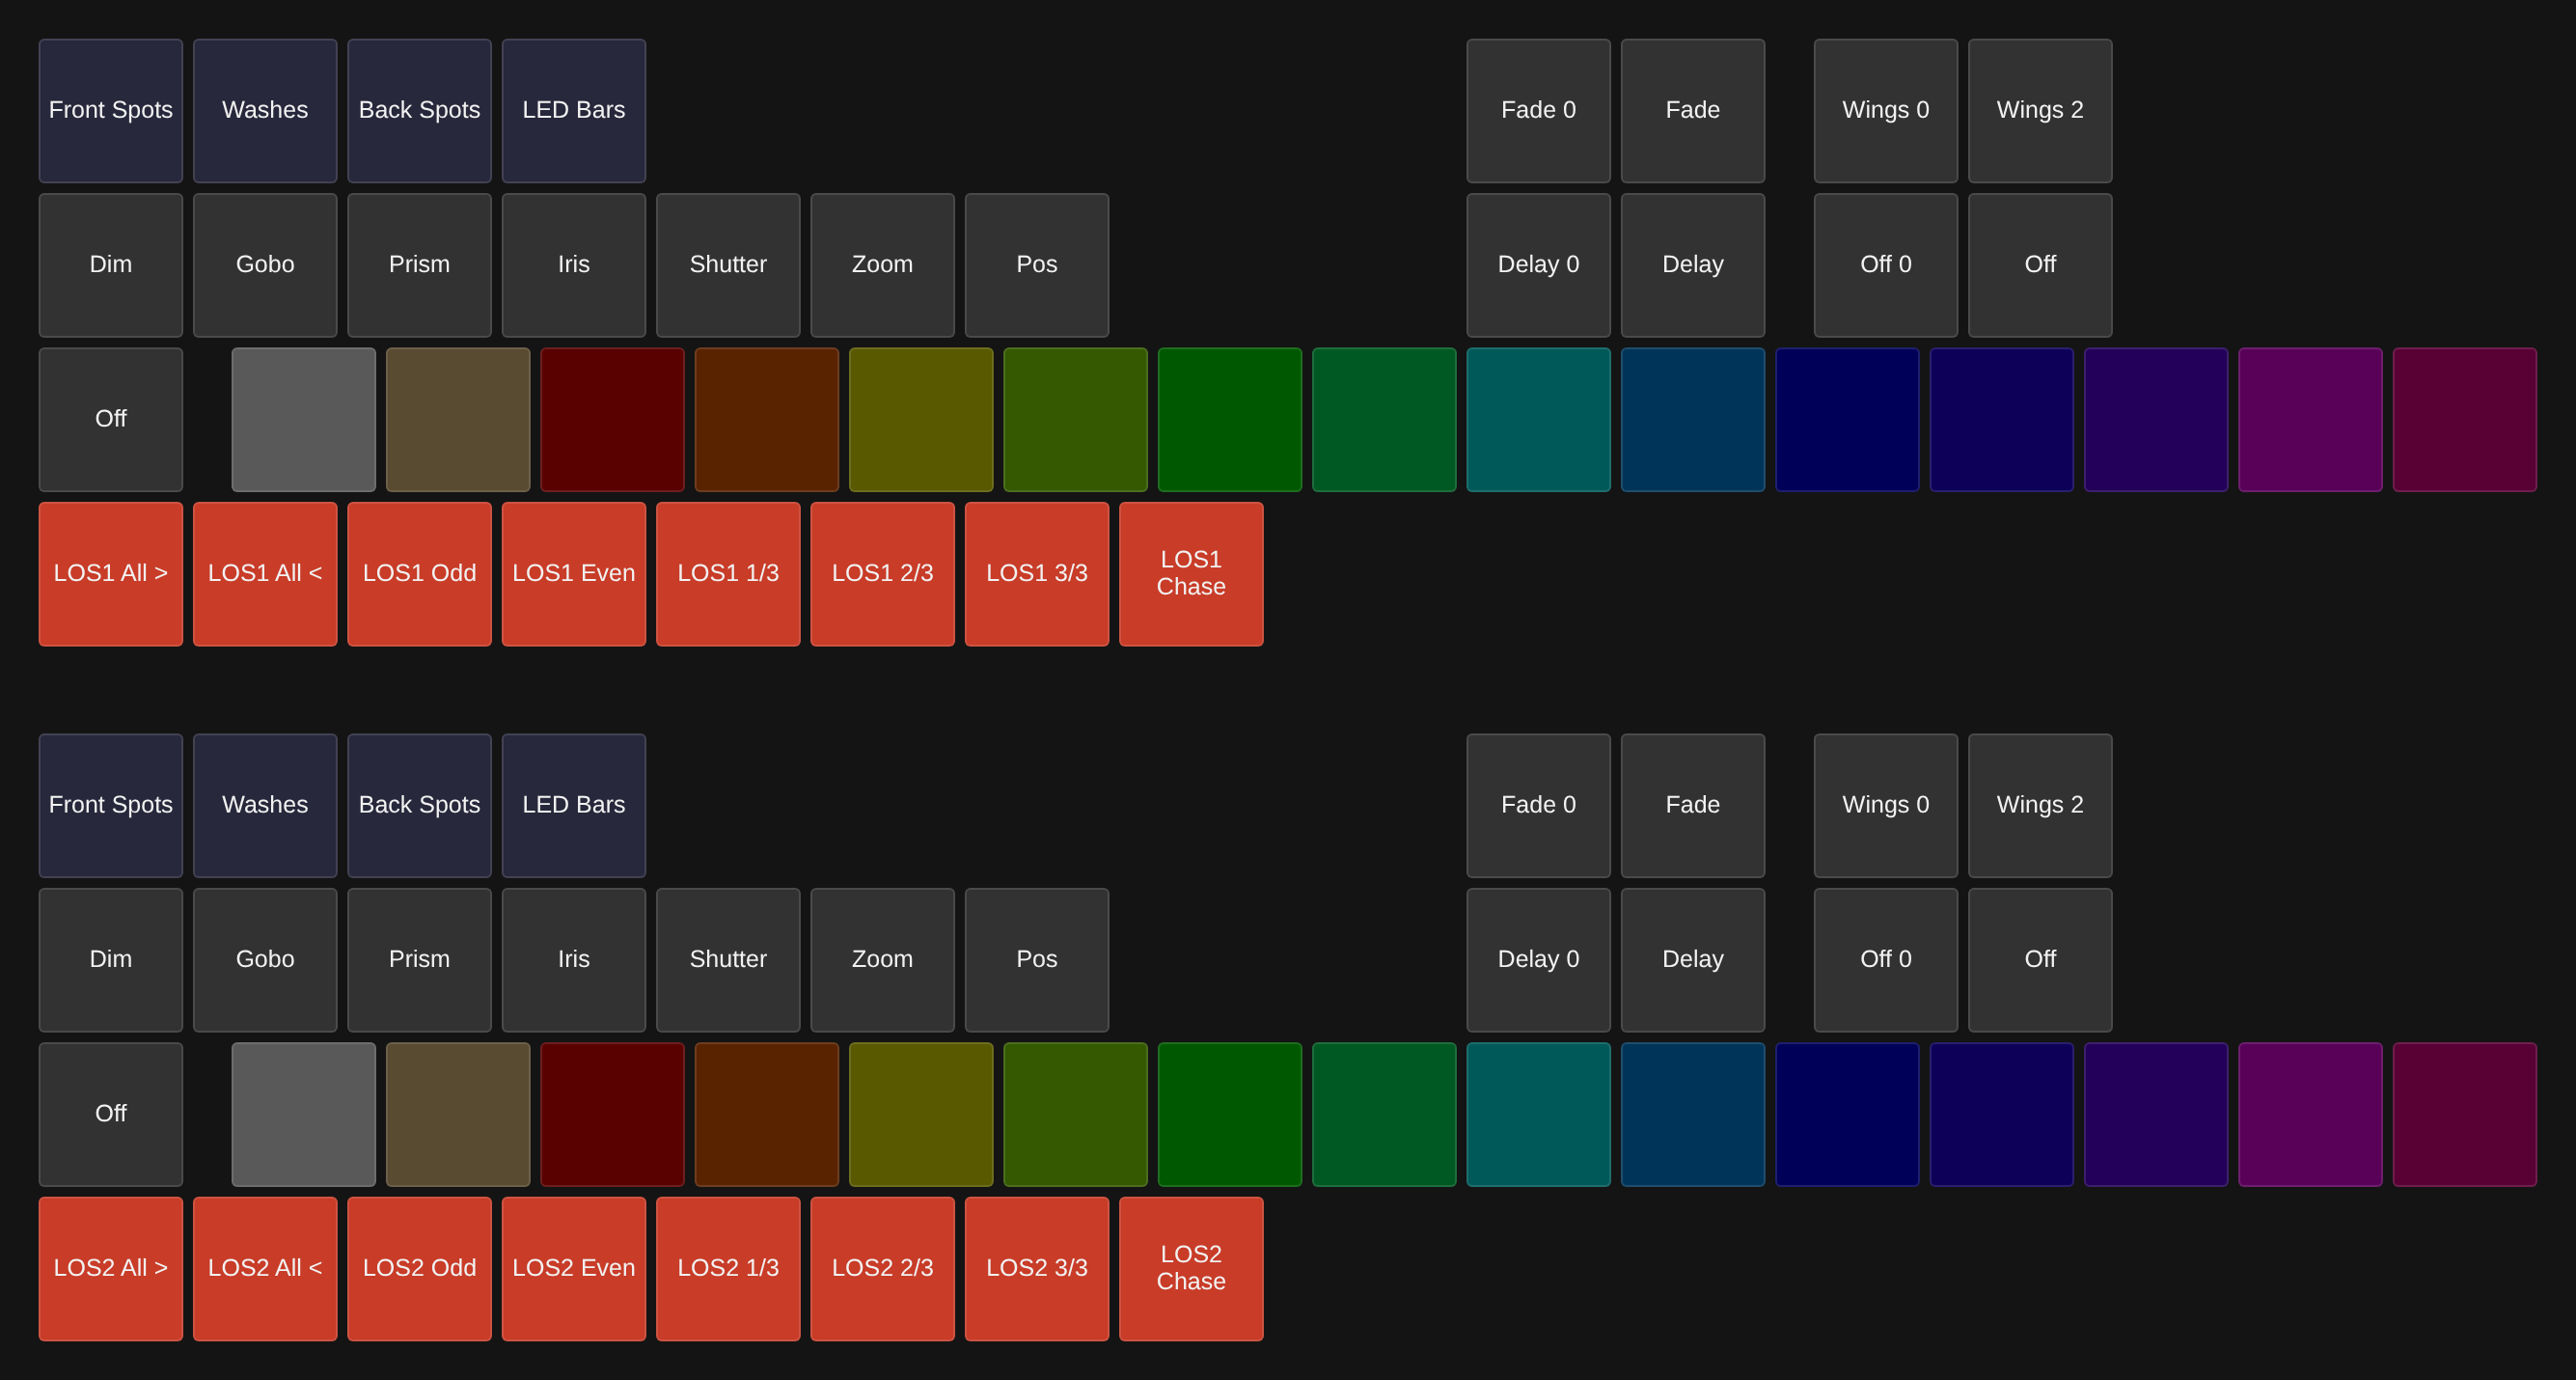 Front Spots Washes Back Spots LED Bars Fade 0 Fade Wings 0 Wings 2
Dim Gobo Prism Iris Shutter Zoom Pos Delay 0 Delay Off 0 Off
Off
LOS1 All > LOS1 All < LOS1 Odd LOS1 Even LOS1 1/3 LOS1 2/3 LOS1 3/3 LOS1
Chase
Front Spots Washes Back Spots LED Bars Fade 0 Fade Wings 0 Wings 2
Dim Gobo Prism Iris Shutter Zoom Pos Delay 0 Delay Off 0 Off
Off
LOS2 All > LOS2 All < LOS2 Odd LOS2 Even LOS2 1/3 LOS2 2/3 LOS2 3/3 LOS2
Chase